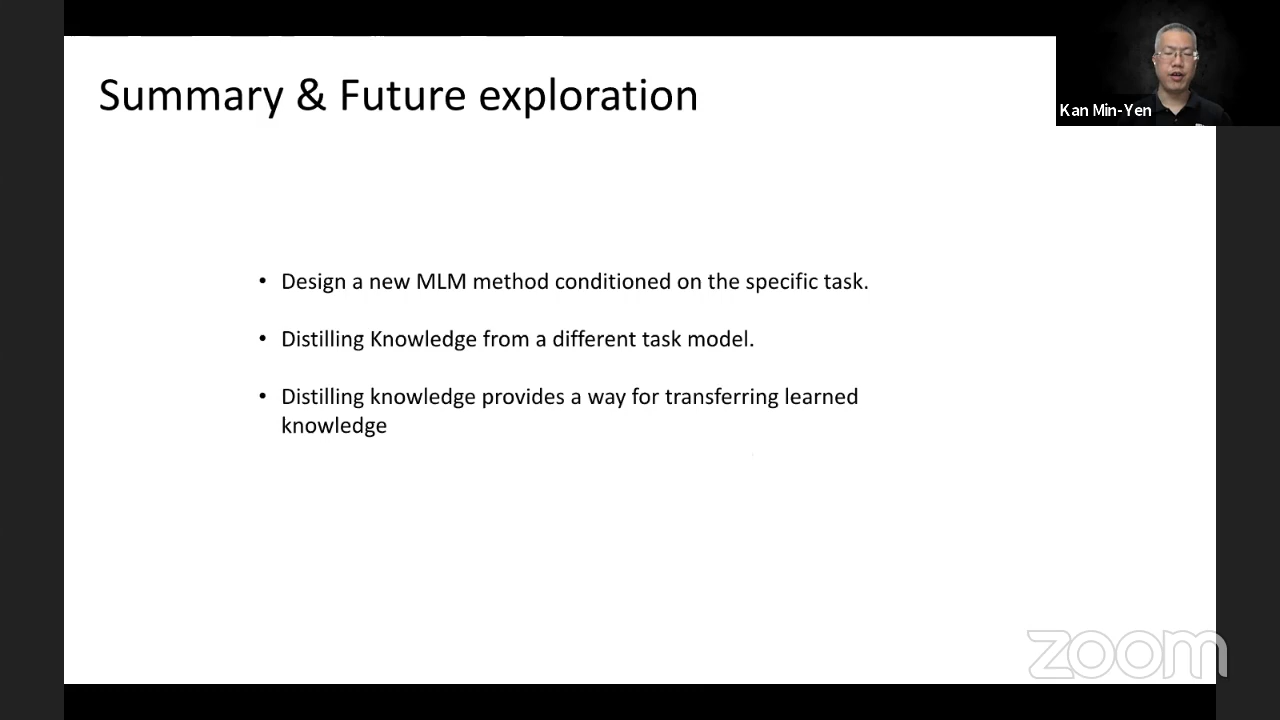 Summary & Future exploration
Kan Min-Yen
• Design a new MLM method conditioned on the specific task.
• Distilling Knowledge from a different task model.
• Distilling knowledge provides a way for transferring learned
knowledge
zoom